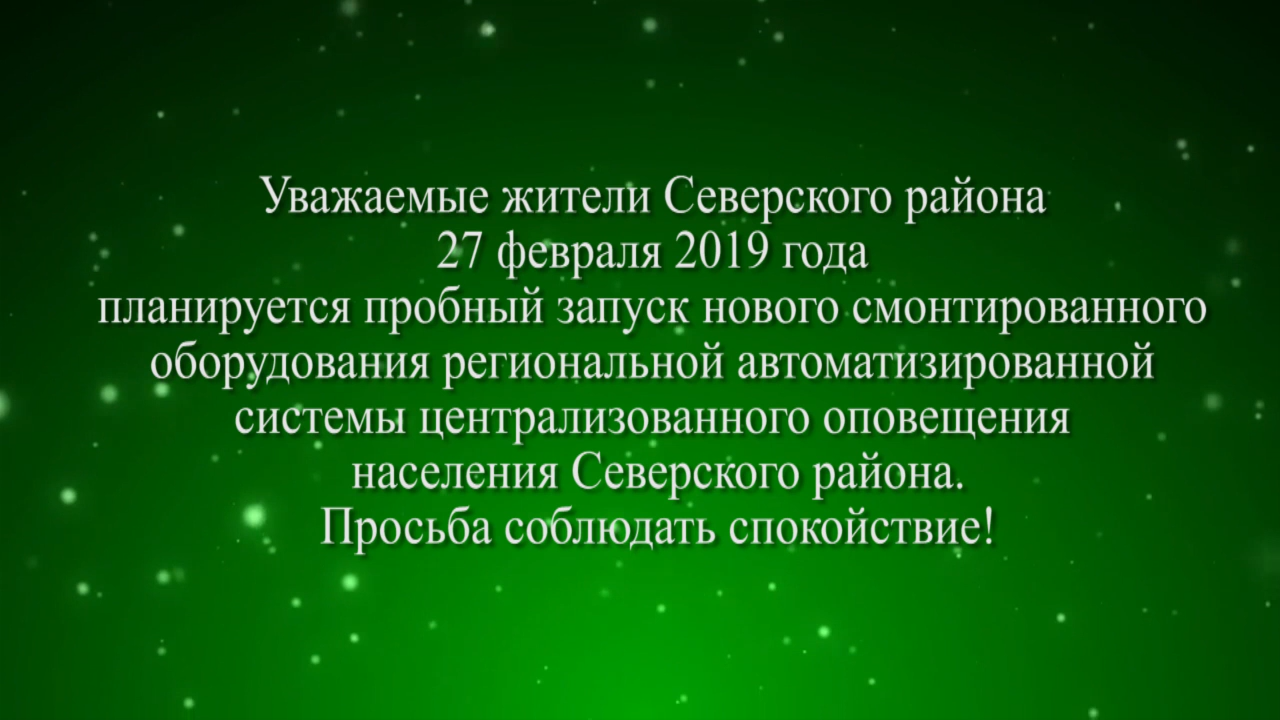 Уважаемые жители Северского района
27 февраля 2019 года
планируется пробный запуск нового смонтированного
оборудования региональной автоматизированной
системы централизованного оповещения
населения Северского района.
Просьба соблюдать спокойствие!